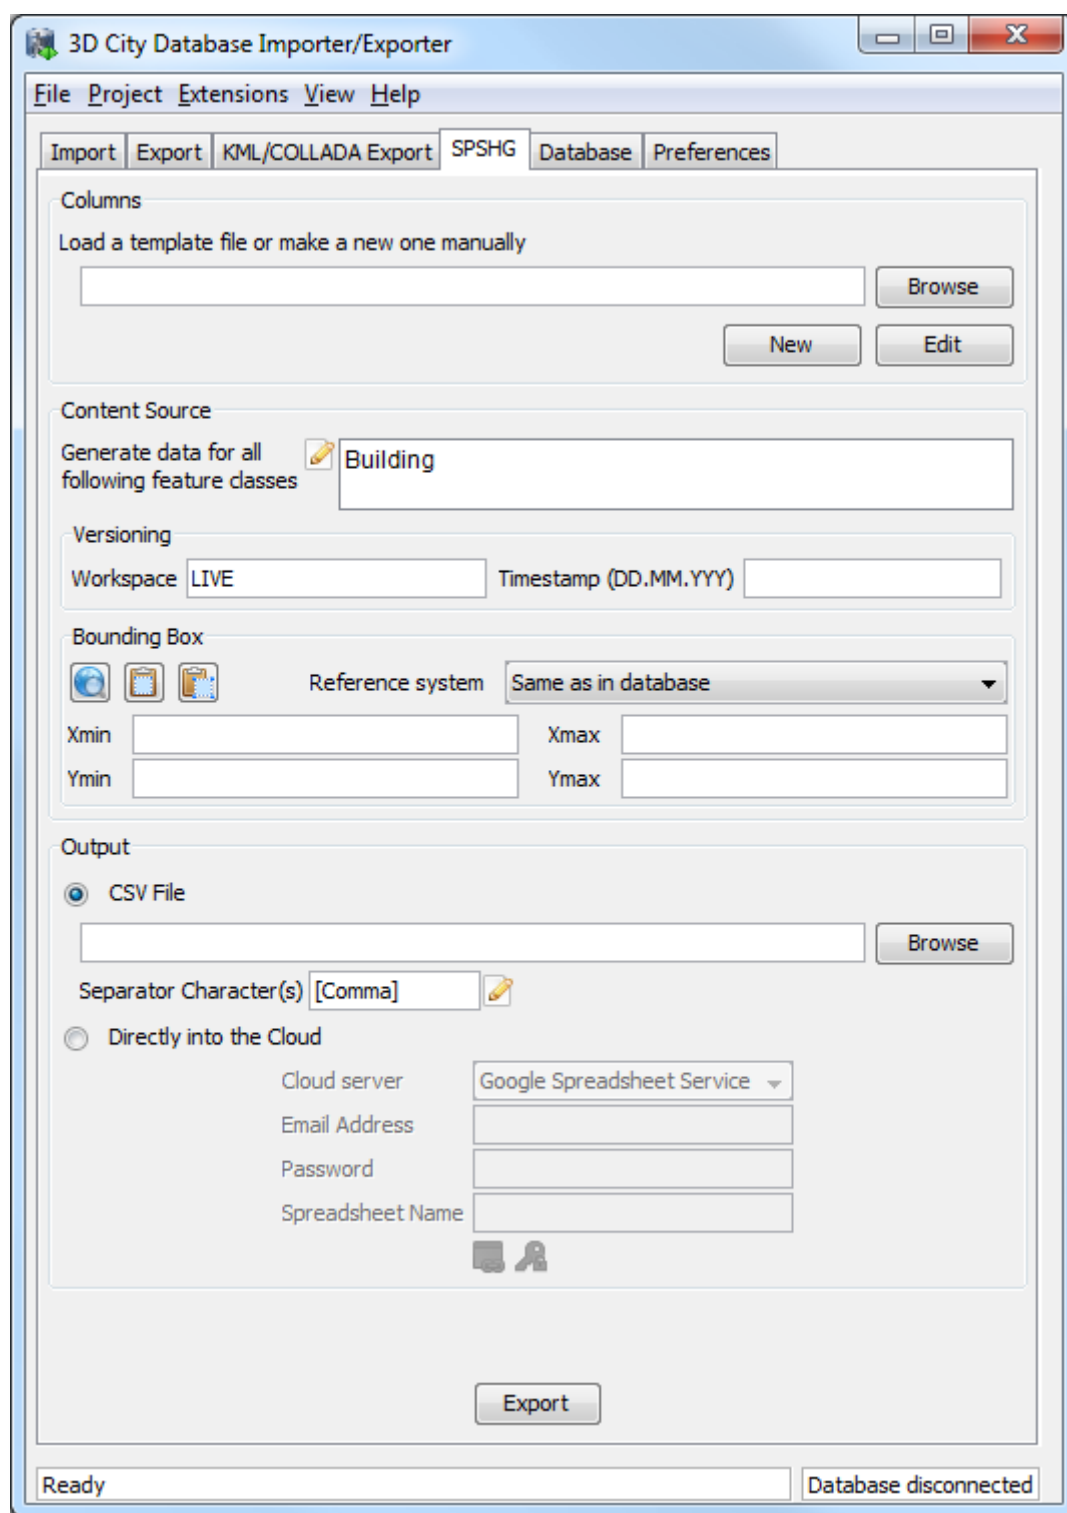 3D City Database Importer/Exporter
File Project Extensions View Help
Import Export KML/COLLADA Export SPSHG Database Preferences
Columns
Load a template file or make a new one manually
Browse
New Edit
Content Source
Generate data for all
following feature classes
Building
Versioning
Workspace LIVE Timestamp (DD.MM.YYY)
Bounding Box
Reference system Same as in database
Xmin Xmax
Ymin Ymax
Output
CSV File
Browse
Separator Character(s) [Comma]
Directly into the Cloud
Cloud server Google Spreadsheet Service
Email Address
Password
Spreadsheet Name
Export
Ready Database disconnected